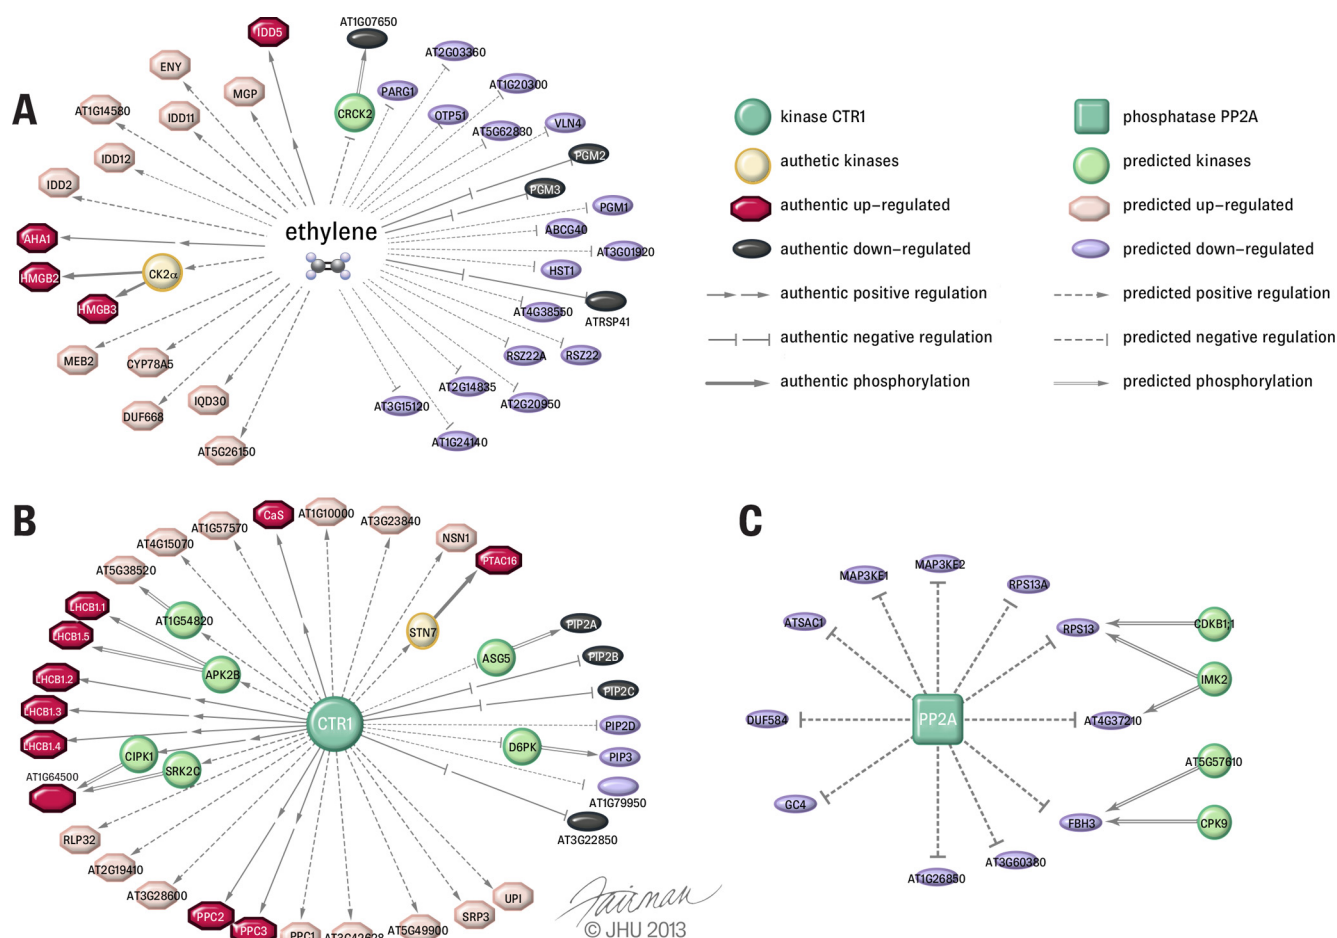 A
IDD5
AT1G07650
ENY
MGP
AT2G03360
PARG1
AT1G20300
AT1G14580
IDD11
CRCK2
OTP51
AT5G62830
VLN4
IDD12
PGM2
IDD2
PGM3
PGM1
ethylene
ABCG40
AHA1
AT3G01920
HMGB2
CK2α
HST1
HMGB3
AT4G38550
ATRSP41
MEB2
CYP78A5
RSZ22A
RSZ22
IQD30
AT2G14835
DUF668
AT3G15120
AT2G20950
AT5G26150
AT1G24140
kinase CTR1
phosphatase PP2A
authetic kinases
predicted kinases
authentic up-regulated
predicted up-regulated
authentic down-regulated
predicted down-regulated
authentic positive regulation
predicted positive regulation
authentic negative regulation
predicted negative regulation
authentic phosphorylation
predicted phosphorylation
B
CaS
AT1G10000
AT1G57570
AT3G23840
AT4G15070
NSN1
AT5G38520
PTAC16
LHCB1.1
AT1G54820
STN7
PIP2A
LHCB1.5
ASG5
PIP2B
LHCB1.2
APK2B
PIP2C
LHCB1.3
CTR1
PIP2D
LHCB1.4
CIPK1
D6PK
PIP3
SRK2C
AT1G64500
AT1G79950
RLP32
AT3G22850
AT2G19410
AT3G28600
UPI
PPC2
SRP3
PPC3
PPC1
AT3G42628
AT5G49900
Fairman
© JHU 2013
C
MAP3KE1
MAP3KE2
RPS13A
ATSAC1
RPS13
CDKB1;1
IMK2
DUF584
PP2A
AT4G37210
AT5G57610
GC4
FBH3
CPK9
AT3G60380
AT1G26850